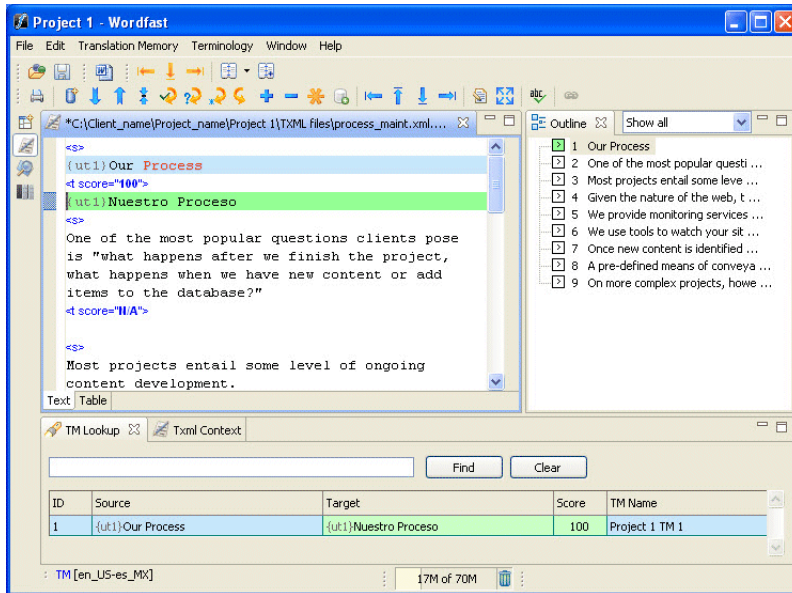 Project 1 - Wordfast
File Edit Translation Memory Terminology Window Help
abc
*C:\Client_name\Project_name\Project 1\TXML files\process_maint.xml....
<s>
{ut1}Our Process
<t score="100">
{ut1}Nuestro Proceso
<s>
One of the most popular questions clients pose
is "what happens after we finish the project,
what happens when we have new content or add
items to the database?"
<t score="N/A">
<s>
Most projects entail some level of ongoing
content development.
Text Table
Outline Show all
1 Our Process
2 One of the most popular questi ...
3 Most projects entail some leve ...
4 Given the nature of the web, t ...
5 We provide monitoring services ...
6 We use tools to watch your sit ...
7 Once new content is identified ...
8 A pre-defined means of conveya ...
9 On more complex projects, howe ...
TM Lookup Txml Context
Find Clear
ID Source Target Score TM Name
1 {ut1}Our Process {ut1}Nuestro Proceso 100 Project 1 TM 1
TM [en_US-es_MX] 17M of 70M